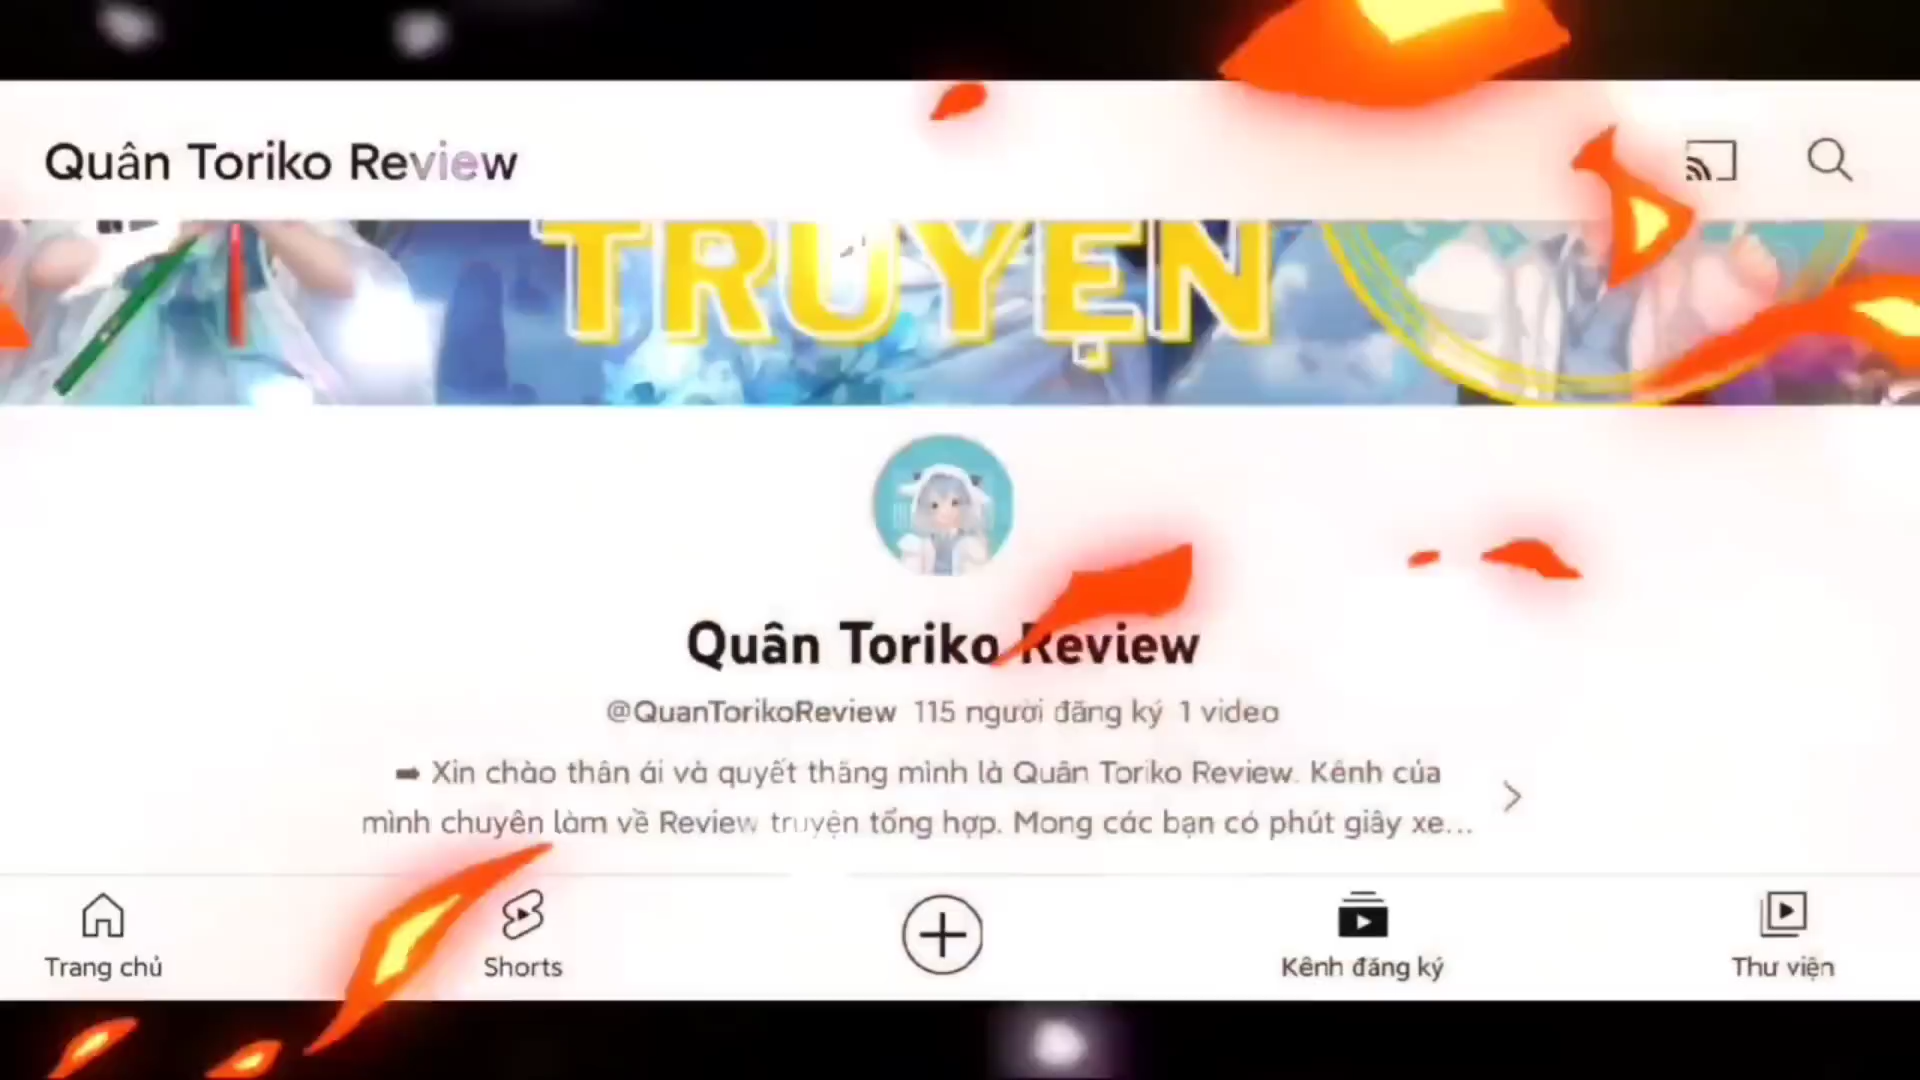 Quân Toriko Review
TRUYỆN
Quân Toriko Review
@QuanTorikoReview 115 người đăng ký 1 video
➡ Xin chào thân ái và quyết thắng mình là Quân Toriko Review. Kênh của
mình chuyên làm về Review truyện tổng hợp. Mong các bạn có phút giây xe...
Trang chủ
Shorts
Kênh đăng ký
Thư viện